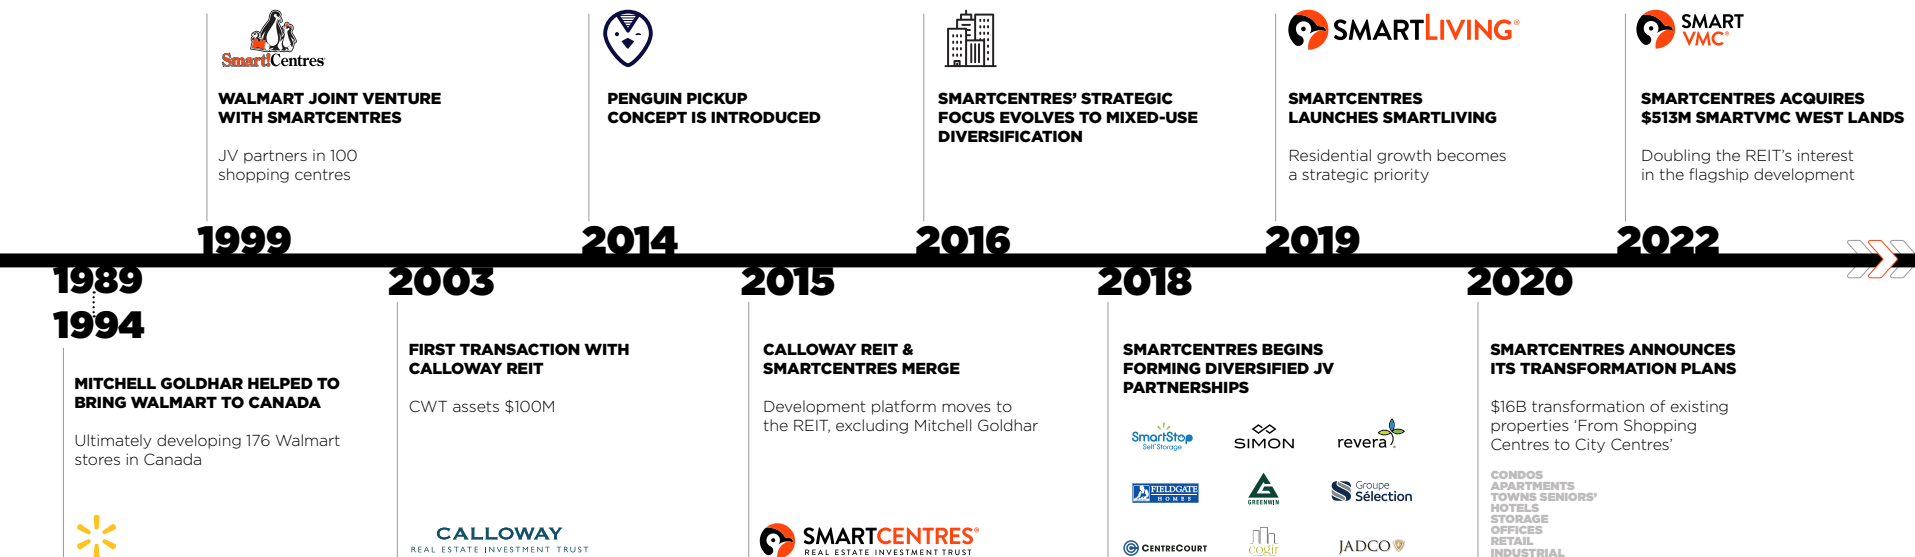 Smart!Centres
WALMART JOINT VENTURE
WITH SMARTCENTRES
JV partners in 100
shopping centres
1999
PENGUIN PICKUP
CONCEPT IS INTRODUCED
2014
SMARTCENTRES’ STRATEGIC
FOCUS EVOLVES TO MIXED-USE
DIVERSIFICATION
2016
SMARTLIVING®
SMARTCENTRES
LAUNCHES SMARTLIVING
Residential growth becomes
a strategic priority
2019
SMART
VMC®
SMARTCENTRES ACQUIRES
$513M SMARTVMC WEST LANDS
Doubling the REIT’s interest
in the flagship development
2022
1989
1994
MITCHELL GOLDHAR HELPED TO
BRING WALMART TO CANADA
Ultimately developing 176 Walmart
stores in Canada
2003
FIRST TRANSACTION WITH
CALLOWAY REIT
CWT assets $100M
CALLOWAY
REAL ESTATE INVESTMENT TRUST
2015
CALLOWAY REIT &
SMARTCENTRES MERGE
Development platform moves to
the REIT, excluding Mitchell Goldhar
SMARTCENTRES®
REAL ESTATE INVESTMENT TRUST
2018
SMARTCENTRES BEGINS
FORMING DIVERSIFIED JV
PARTNERSHIPS
SmartStop
Self Storage
SIMON
revera
FIELDGATE
HOMES
GREENWIN
Groupe
Sélection
CENTRECOURT
cogir
JADCO
2020
SMARTCENTRES ANNOUNCES
ITS TRANSFORMATION PLANS
$16B transformation of existing
properties ‘From Shopping
Centres to City Centres’
CONDOS
APARTMENTS
TOWNS SENIORS’
HOTELS
STORAGE
OFFICES
RETAIL
INDUSTRIAL